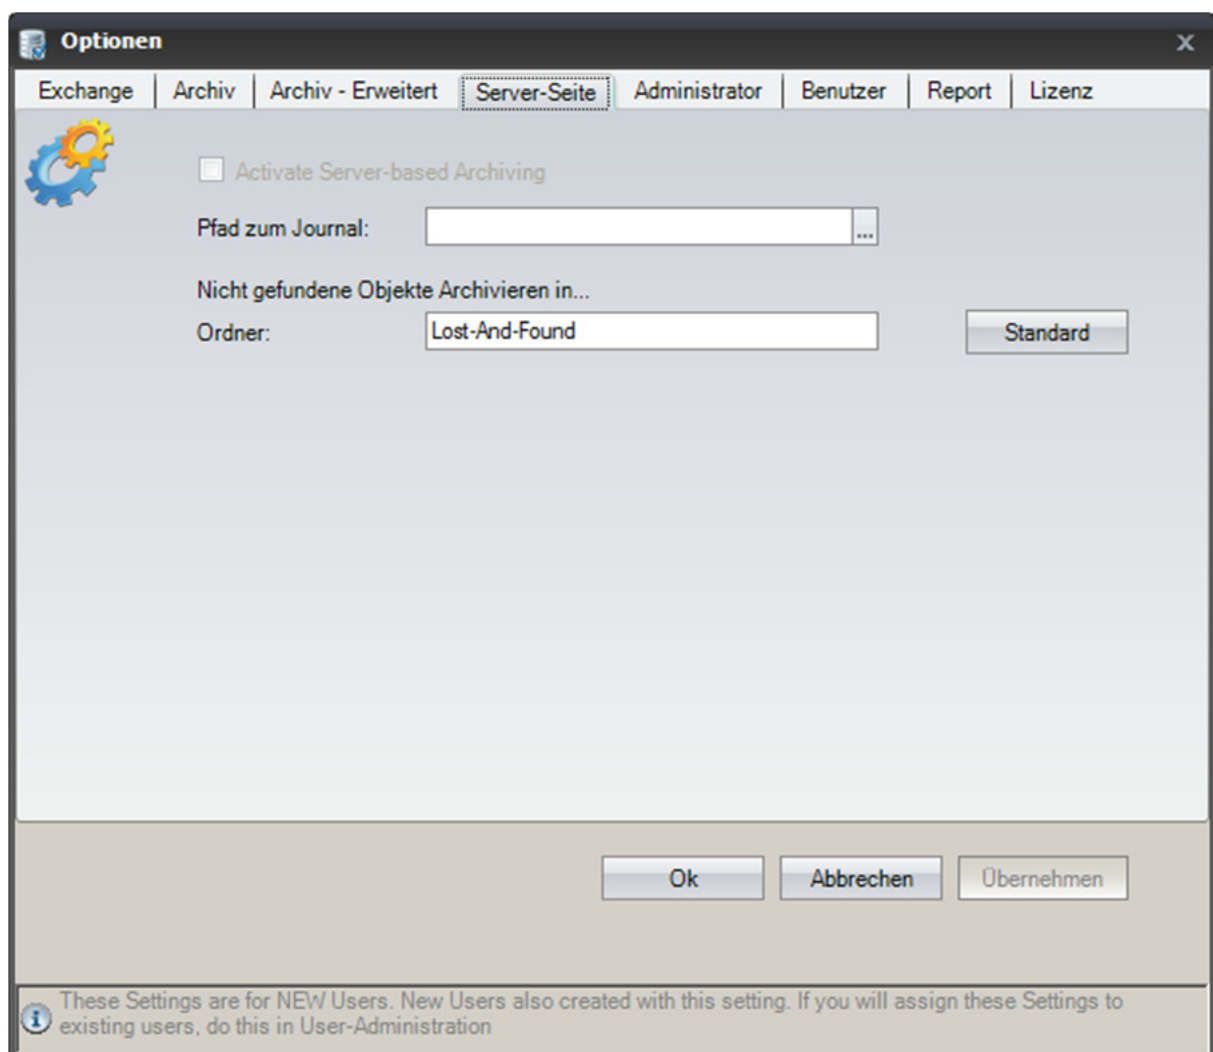 Optionen
Exchange Archiv Archiv - Erweitert Server-Seite Administrator Benutzer Report Lizenz
Activate Server-based Archiving
Pfad zum Journal: ...
Nicht gefundene Objekte Archivieren in...
Ordner: Lost-And-Found Standard
Ok Abbrechen Übernehmen
These Settings are for NEW Users. New Users also created with this setting. If you will assign these Settings to
existing users, do this in User-Administration